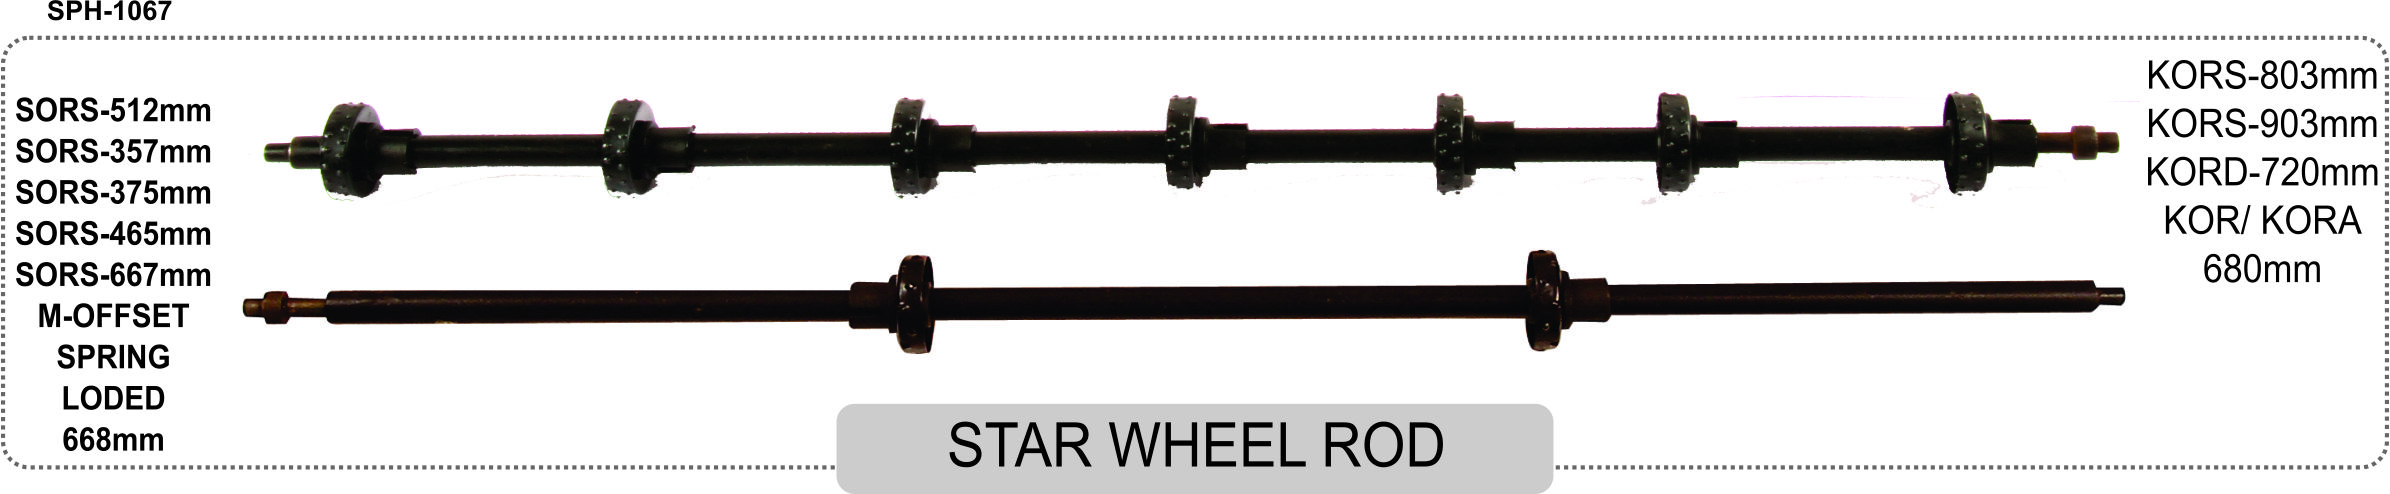 SPH-1067
SORS-512mm
SORS-357mm
SORS-375mm
SORS-465mm
SORS-667mm
M-OFFSET
SPRING
LODED
668mm
KORS-803mm
KORS-903mm
KORD-720mm
KOR/ KORA
680mm
STAR WHEEL ROD